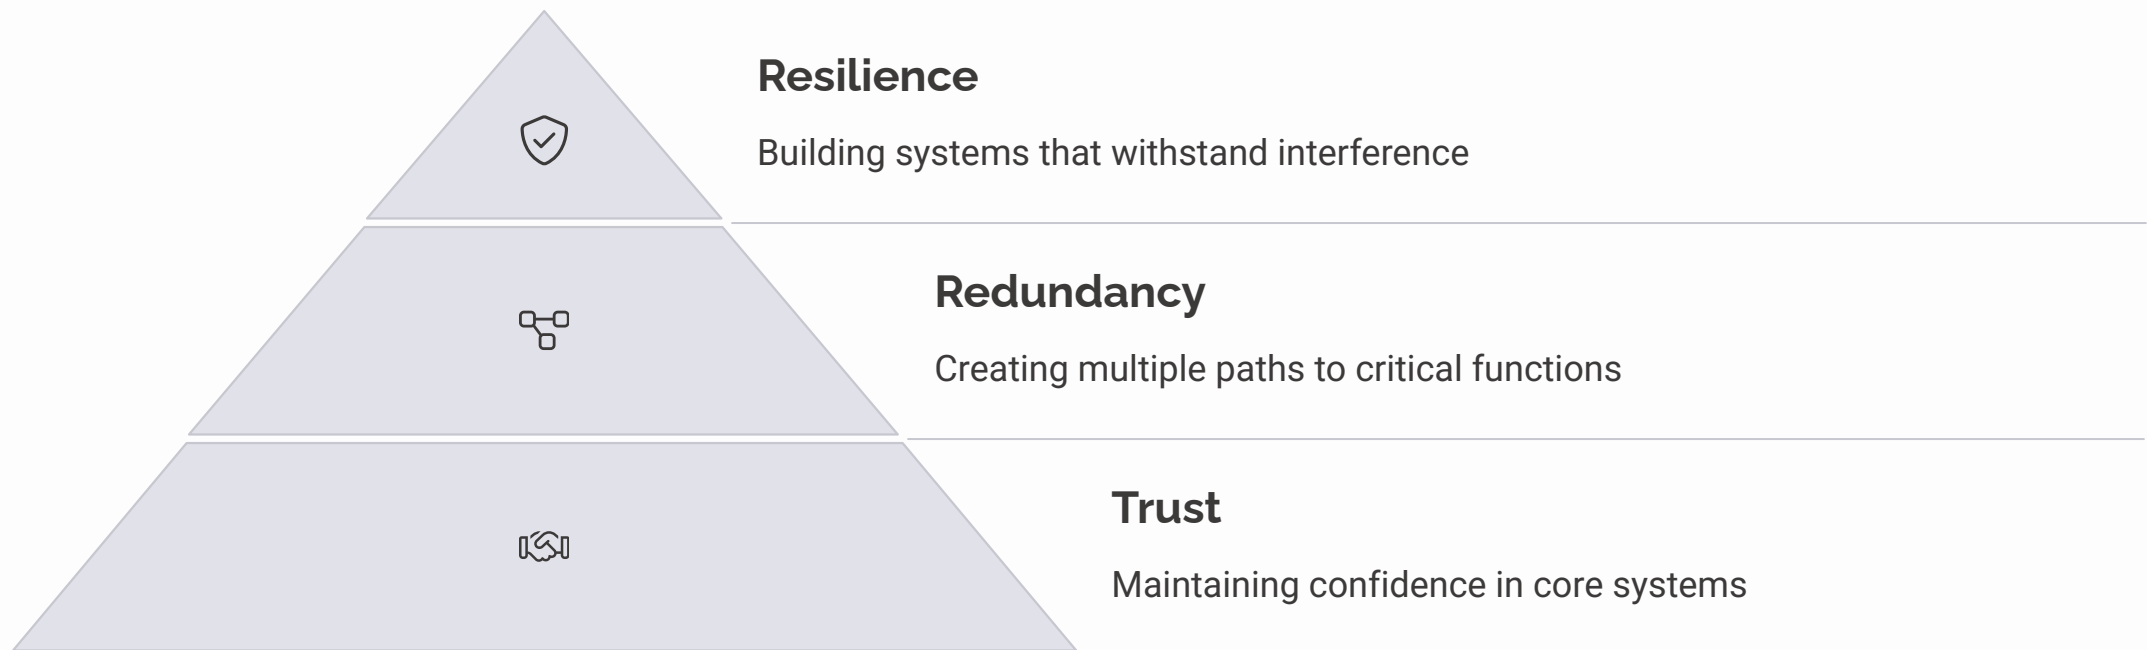 Resilience
Building systems that withstand interference
Redundancy
Creating multiple paths to critical functions
Trust
Maintaining confidence in core systems